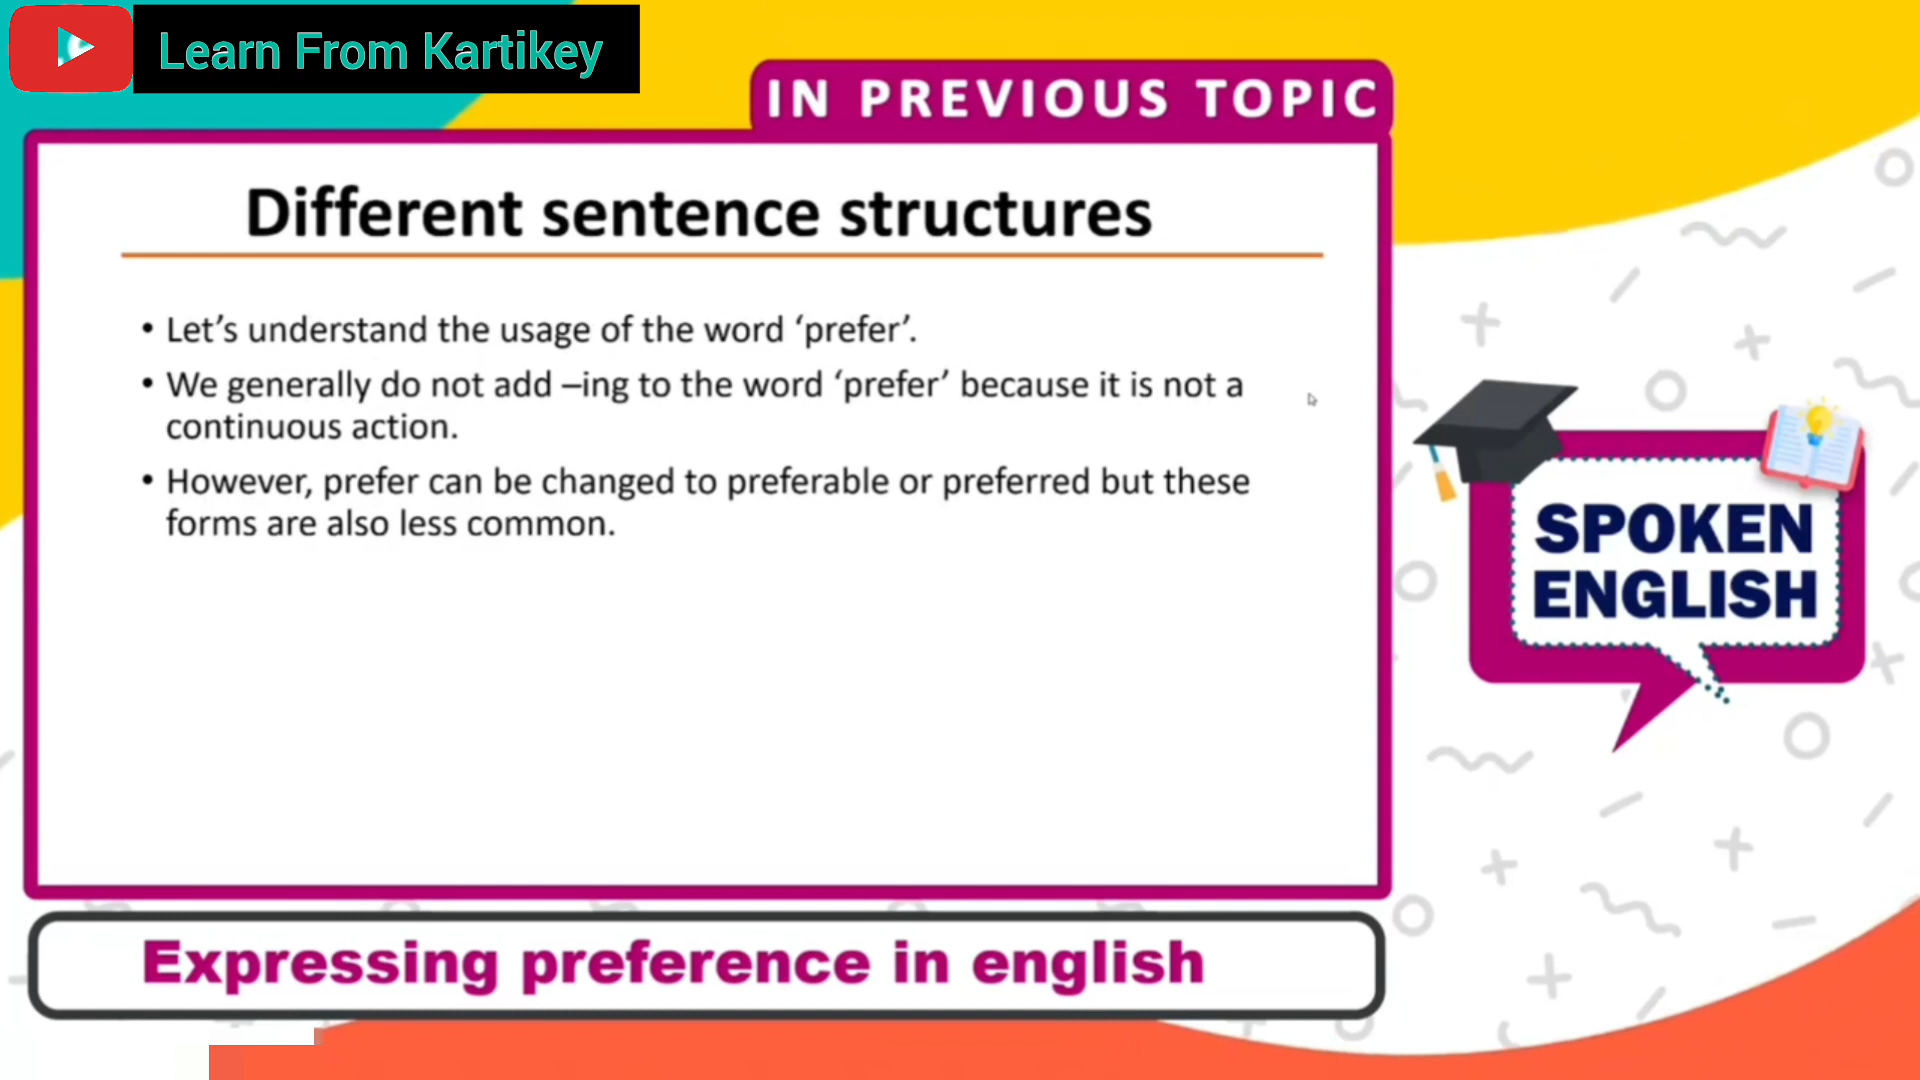 Learn From Kartikey
IN PREVIOUS TOPIC
Different sentence structures
• Let’s understand the usage of the word ‘prefer’.
• We generally do not add –ing to the word ‘prefer’ because it is not a
continuous action.
• However, prefer can be changed to preferable or preferred but these
forms are also less common.
SPOKEN
ENGLISH
Expressing preference in english